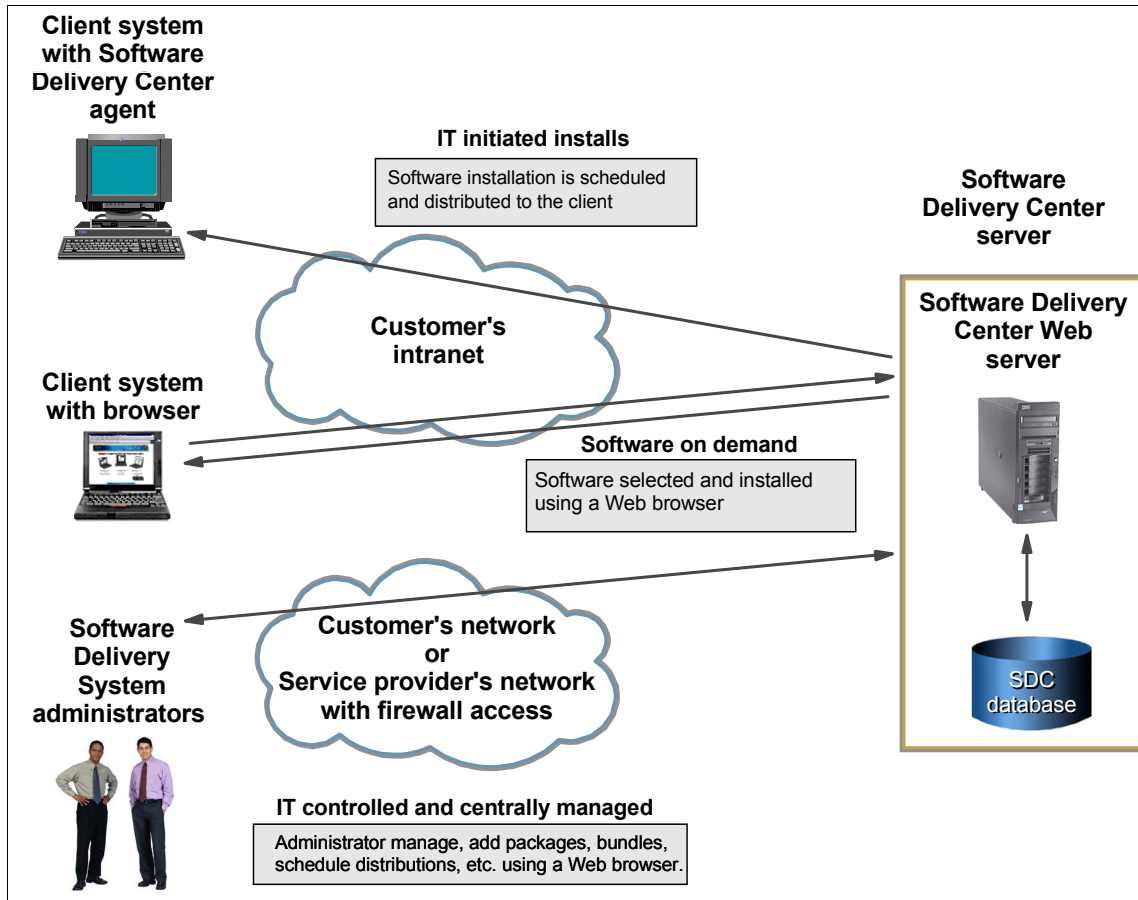 Client system
with Software
Delivery Center
agent
IT initiated installs
Software installation is scheduled
and distributed to the client
Software
Delivery Center
server
Customer's
intranet
Software Delivery
Center Web
server
Client system
with browser
Software on demand
Software selected and installed
using a Web browser
Software
Delivery
System
administrators
Customer's network
or
Service provider's network
with firewall access
SDC
database
IT controlled and centrally managed
Administrator manage, add packages, bundles,
schedule distributions, etc. using a Web browser.